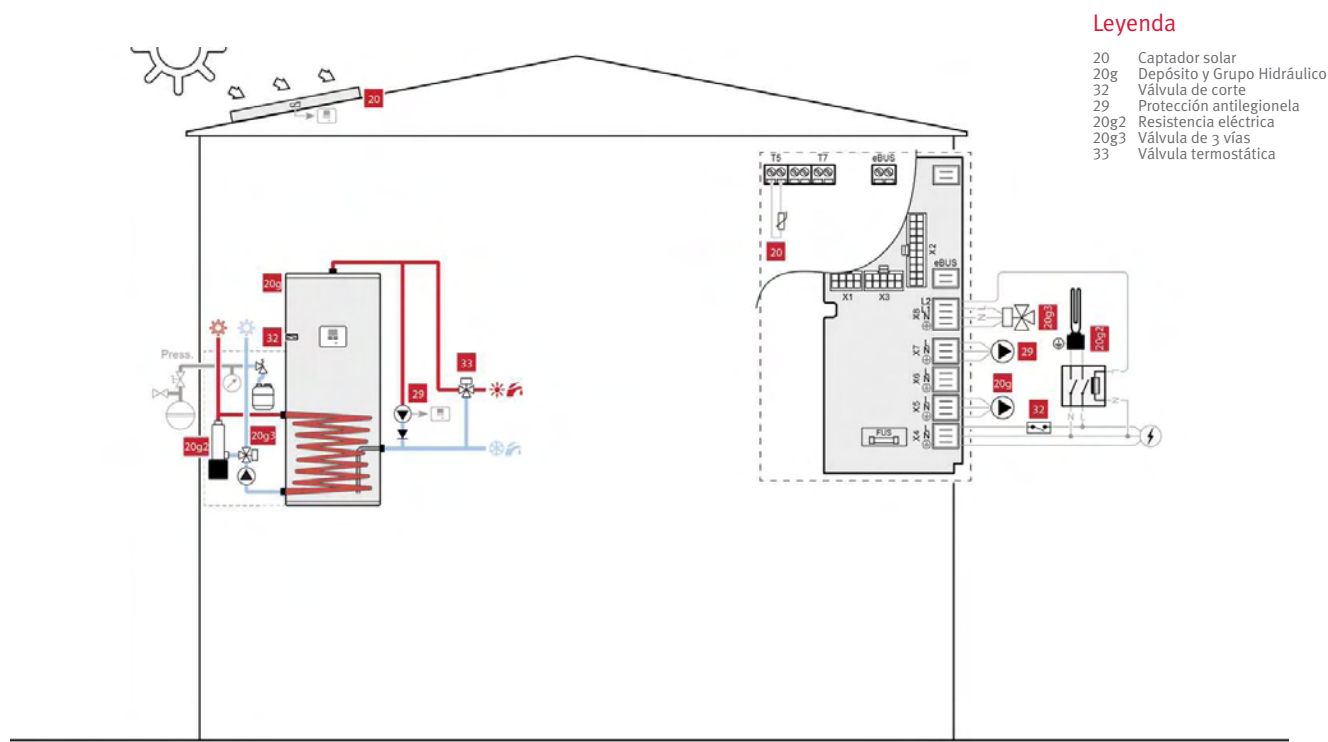 Leyenda
20 Captador solar
20g Depósito y Grupo Hidráulico
32 Válvula de corte
29 Protección antilegionela
20g2 Resistencia eléctrica
20g3 Válvula de 3 vías
33 Válvula termostática
20
T5 T7 eBUS
20
X2
eBUS
X1 X3
20g
32
Press.
33
29
20g2
20g3
L2
X8
N
L
20g3
20g2
X7
29
X6
20g
X5
32
N L
N
FUS
X4